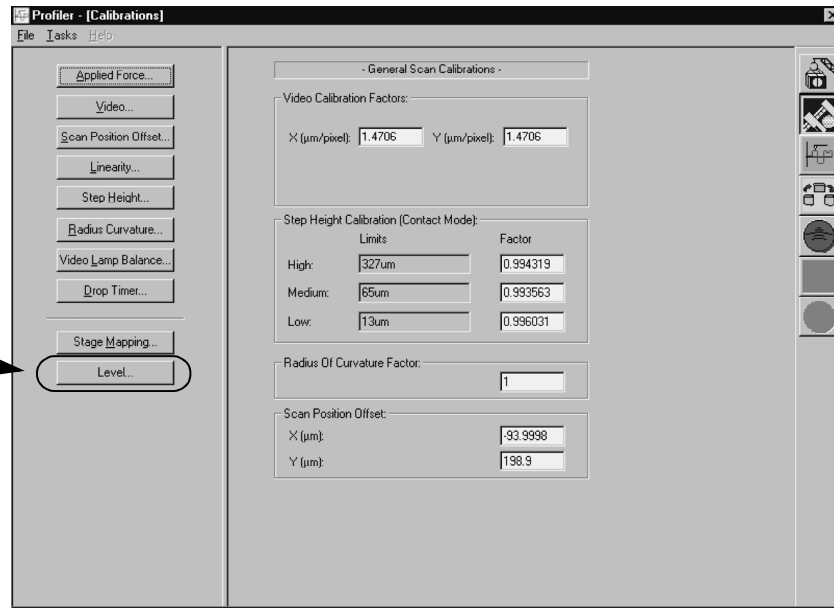 Profiler - [Calibrations]
File Tasks Help
Applied Force...
Video...
Scan Position Offset...
Linearity...
Step Height...
Radius Curvature...
Video Lamp Balance...
Drop Timer...
Stage Mapping...
Level...
- General Scan Calibrations -
Video Calibration Factors:
X (µm/pixel): 1.4706 Y (µm/pixel): 1.4706
Step Height Calibration (Contact Mode):
Limits Factor
High: 327um 0.994319
Medium: 65um 0.993563
Low: 13um 0.996031
Radius Of Curvature Factor:
1
Scan Position Offset:
X (µm): -93.9998
Y (µm): 198.9